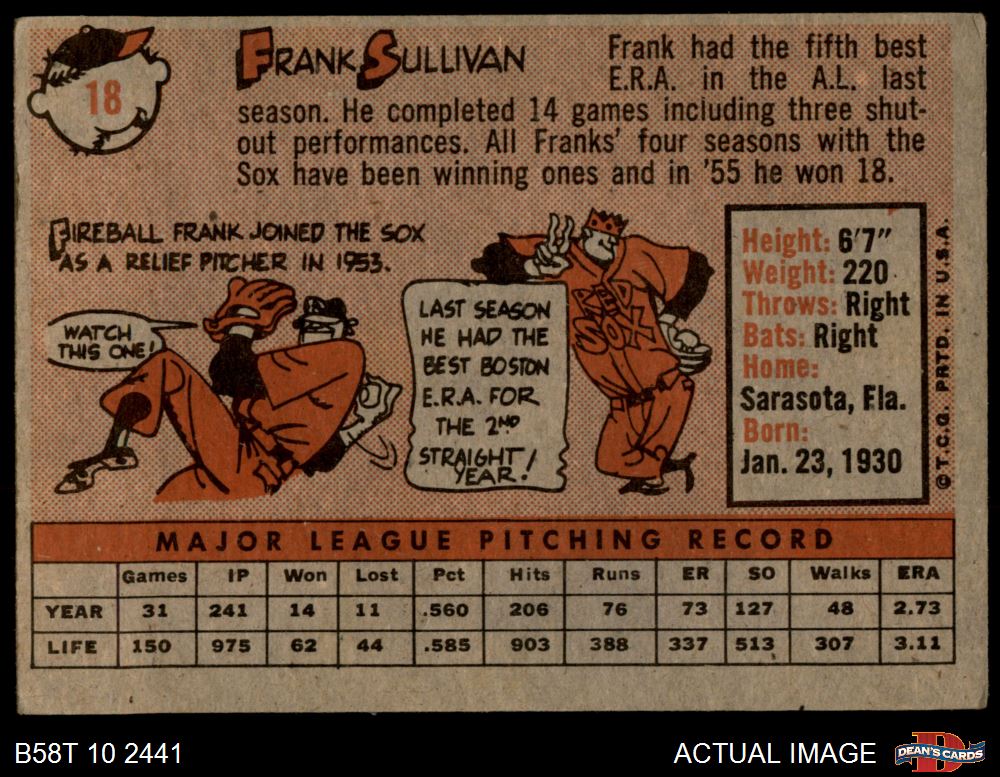 18
FRANK SULLIVAN
Frank had the fifth best
E.R.A. in the A.L. last
season. He completed 14 games including three shut-
out performances. All Franks' four seasons with the
Sox have been winning ones and in '55 he won 18.
FIREBALL FRANK JOINED THE SOX
AS A RELIEF PITCHER IN 1953.
WATCH
THIS ONE!
LAST SEASON
HE HAD THE
BEST BOSTON
E.R.A. FOR
THE 2ND
STRAIGHT
YEAR!
RED
SOX
Height: 6'7"
Weight: 220
Throws: Right
Bats: Right
Home:
Sarasota, Fla.
Born:
Jan. 23, 1930
© T.C.G. PRTD. IN U.S.A.
MAJOR LEAGUE PITCHING RECORD
Games IP Won Lost Pct Hits Runs ER SO Walks ERA
YEAR 31 241 14 11 .560 206 76 73 127 48 2.73
LIFE 150 975 62 44 .585 903 388 337 513 307 3.11
B58T 10 2441
ACTUAL IMAGE
D
DEAN'S CARDS